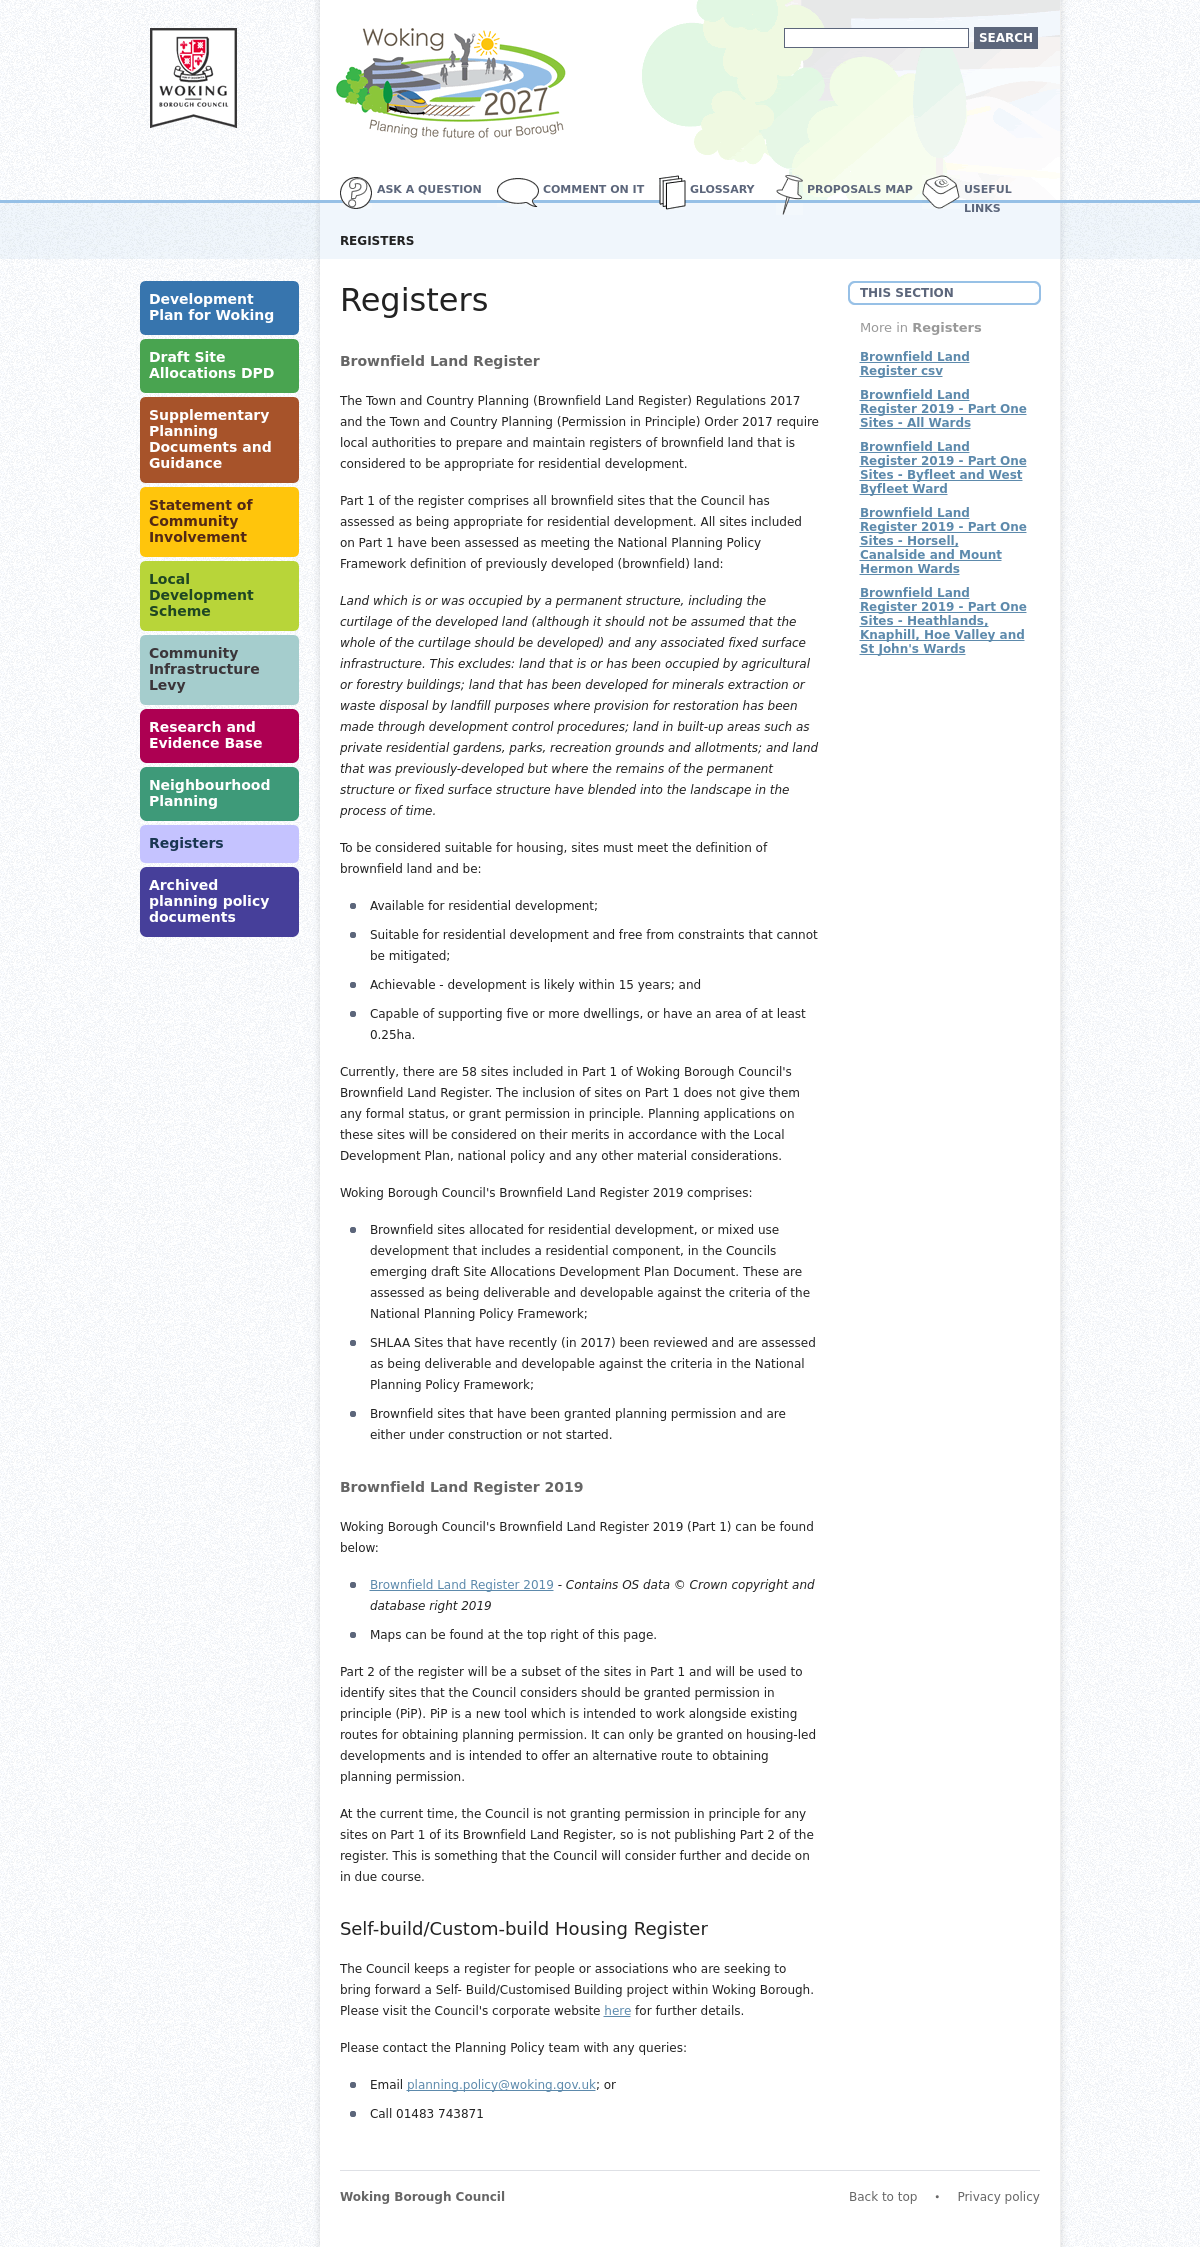 WOKING
BOROUGH COUNCIL
Woking
2027
Planning the future of our Borough
SEARCH
ASK A QUESTION
COMMENT ON IT
GLOSSARY
PROPOSALS MAP
USEFUL
LINKS
REGISTERS
Development
Plan for Woking
Draft Site
Allocations DPD
Supplementary
Planning
Documents and
Guidance
Statement of
Community
Involvement
Local
Development
Scheme
Community
Infrastructure
Levy
Research and
Evidence Base
Neighbourhood
Planning
Registers
Archived
planning policy
documents
Registers
Brownfield Land Register
The Town and Country Planning (Brownfield Land Register) Regulations 2017
and the Town and Country Planning (Permission in Principle) Order 2017 require
local authorities to prepare and maintain registers of brownfield land that is
considered to be appropriate for residential development.
Part 1 of the register comprises all brownfield sites that the Council has
assessed as being appropriate for residential development. All sites included
on Part 1 have been assessed as meeting the National Planning Policy
Framework definition of previously developed (brownfield) land:
Land which is or was occupied by a permanent structure, including the
curtilage of the developed land (although it should not be assumed that the
whole of the curtilage should be developed) and any associated fixed surface
infrastructure. This excludes: land that is or has been occupied by agricultural
or forestry buildings; land that has been developed for minerals extraction or
waste disposal by landfill purposes where provision for restoration has been
made through development control procedures; land in built-up areas such as
private residential gardens, parks, recreation grounds and allotments; and land
that was previously-developed but where the remains of the permanent
structure or fixed surface structure have blended into the landscape in the
process of time.
To be considered suitable for housing, sites must meet the definition of
brownfield land and be:
Available for residential development;
Suitable for residential development and free from constraints that cannot
be mitigated;
Achievable - development is likely within 15 years; and
Capable of supporting five or more dwellings, or have an area of at least
0.25ha.
Currently, there are 58 sites included in Part 1 of Woking Borough Council's
Brownfield Land Register. The inclusion of sites on Part 1 does not give them
any formal status, or grant permission in principle. Planning applications on
these sites will be considered on their merits in accordance with the Local
Development Plan, national policy and any other material considerations.
Woking Borough Council's Brownfield Land Register 2019 comprises:
Brownfield sites allocated for residential development, or mixed use
development that includes a residential component, in the Councils
emerging draft Site Allocations Development Plan Document. These are
assessed as being deliverable and developable against the criteria of the
National Planning Policy Framework;
SHLAA Sites that have recently (in 2017) been reviewed and are assessed
as being deliverable and developable against the criteria in the National
Planning Policy Framework;
Brownfield sites that have been granted planning permission and are
either under construction or not started.
Brownfield Land Register 2019
Woking Borough Council's Brownfield Land Register 2019 (Part 1) can be found
below:
Brownfield Land Register 2019 - Contains OS data © Crown copyright and
database right 2019
Maps can be found at the top right of this page.
Part 2 of the register will be a subset of the sites in Part 1 and will be used to
identify sites that the Council considers should be granted permission in
principle (PiP). PiP is a new tool which is intended to work alongside existing
routes for obtaining planning permission. It can only be granted on housing-led
developments and is intended to offer an alternative route to obtaining
planning permission.
At the current time, the Council is not granting permission in principle for any
sites on Part 1 of its Brownfield Land Register, so is not publishing Part 2 of the
register. This is something that the Council will consider further and decide on
in due course.
Self-build/Custom-build Housing Register
The Council keeps a register for people or associations who are seeking to
bring forward a Self- Build/Customised Building project within Woking Borough.
Please visit the Council's corporate website here for further details.
Please contact the Planning Policy team with any queries:
Email planning.policy@woking.gov.uk; or
Call 01483 743871
THIS SECTION
More in Registers
Brownfield Land
Register csv
Brownfield Land
Register 2019 - Part One
Sites - All Wards
Brownfield Land
Register 2019 - Part One
Sites - Byfleet and West
Byfleet Ward
Brownfield Land
Register 2019 - Part One
Sites - Horsell,
Canalside and Mount
Hermon Wards
Brownfield Land
Register 2019 - Part One
Sites - Heathlands,
Knaphill, Hoe Valley and
St John's Wards
Woking Borough Council
Back to top • Privacy policy